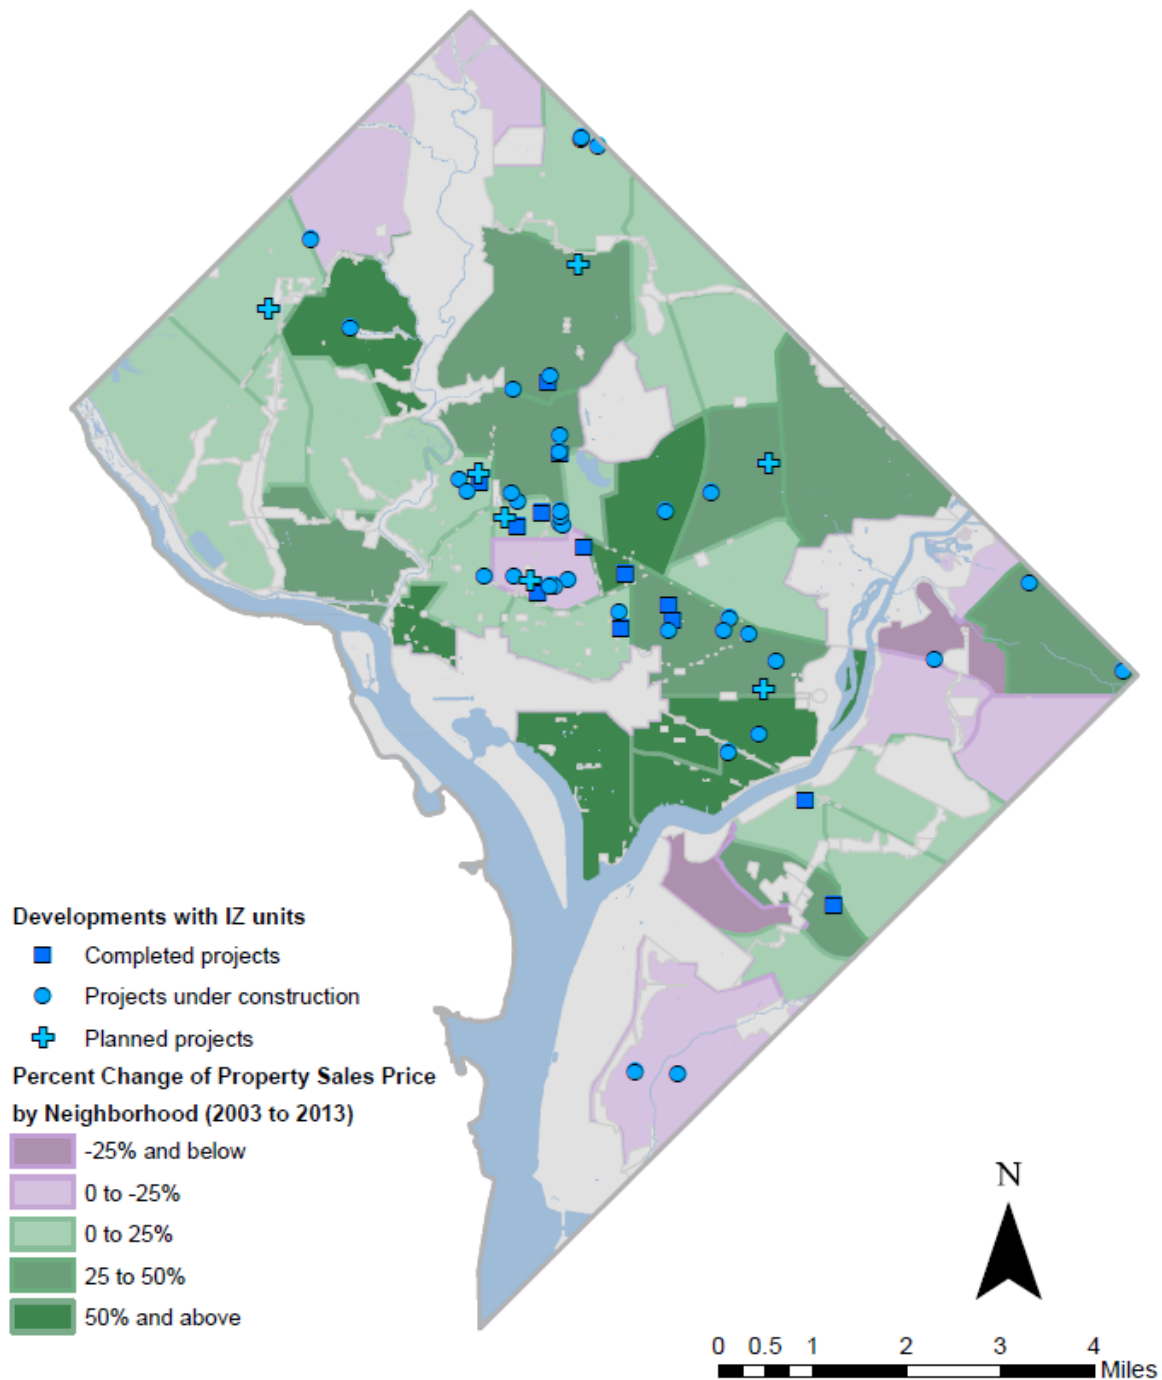 Developments with IZ units
Completed projects
Projects under construction
Planned projects
Percent Change of Property Sales Price
by Neighborhood (2003 to 2013)
-25% and below
0 to -25%
0 to 25%
25 to 50%
50% and above
N
0 0.5 1 2 3 4
Miles